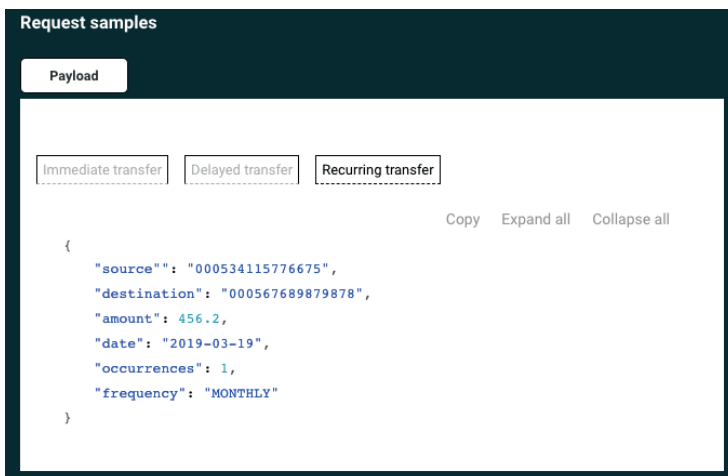 Request samples
Payload
Immediate transfer Delayed transfer Recurring transfer
Copy Expand all Collapse all
{
"source"": "000534115776675",
"destination": "000567689879878",
"amount": 456.2,
"date": "2019-03-19",
"occurrences": 1,
"frequency": "MONTHLY"
}